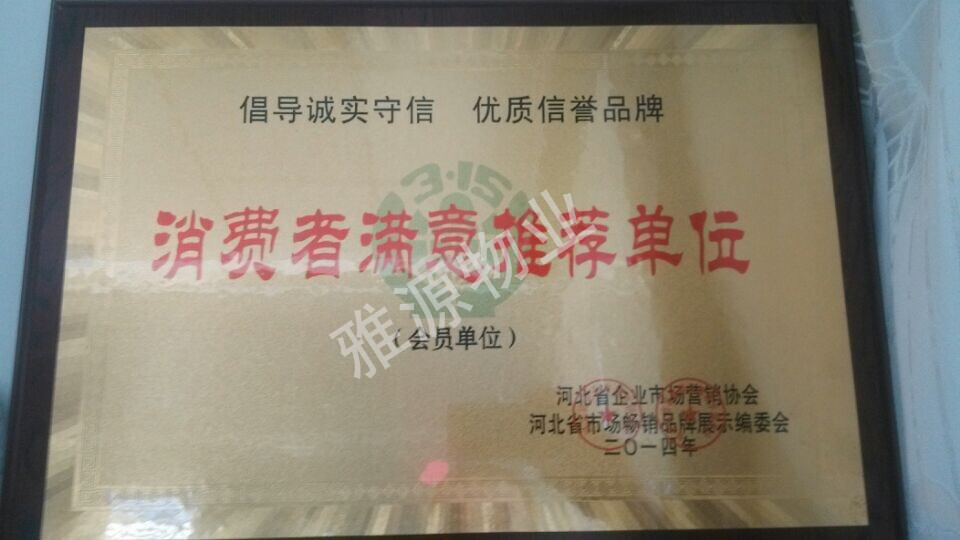 倡导诚实守信 优质信誉品牌
3·15
消费者满意推荐单位
雅源物业
（会员单位）
河北省企业市场营销协会
河北省市场畅销品牌展示编委会
二〇一四年